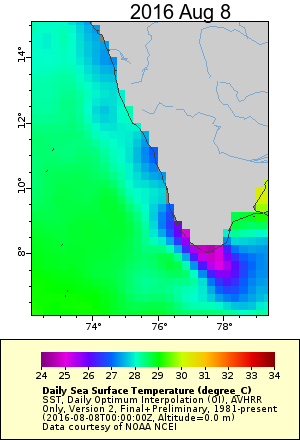 2016 Aug 8
14°
12°
10°
8°
74°
76°
78°
24 25 26 27 28 29 30 31 32 33 34
Daily Sea Surface Temperature (degree_C)
SST, Daily Optimum Interpolation (OI), AVHRR
Only, Version 2, Final+Preliminary, 1981-present
(2016-08-08T00:00:00Z, Altitude=0.0 m)
Data courtesy of NOAA NCEI